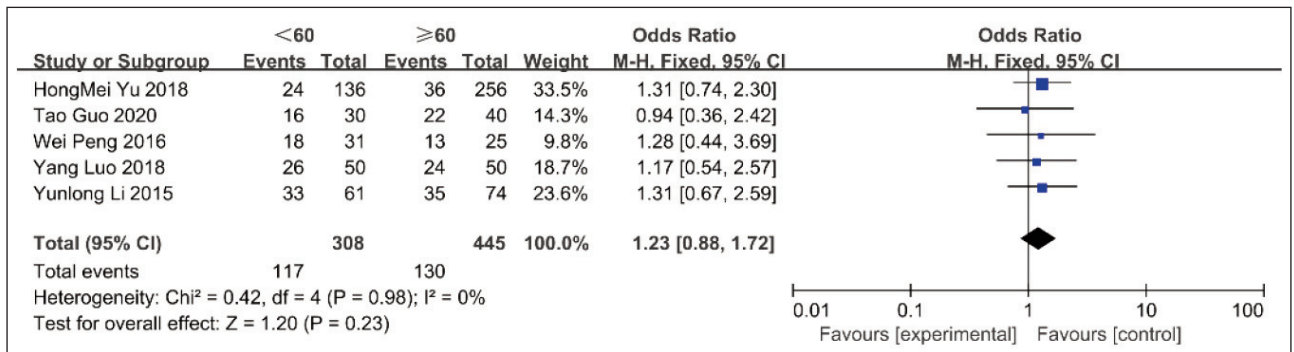 <60 ≥60 Odds Ratio Odds Ratio
Study or Subgroup Events Total Events Total Weight M-H. Fixed. 95% CI M-H. Fixed. 95% CI
HongMei Yu 2018 24 136 36 256 33.5% 1.31 [0.74, 2.30]
Tao Guo 2020 16 30 22 40 14.3% 0.94 [0.36, 2.42]
Wei Peng 2016 18 31 13 25 9.8% 1.28 [0.44, 3.69]
Yang Luo 2018 26 50 24 50 18.7% 1.17 [0.54, 2.57]
Yunlong Li 2015 33 61 35 74 23.6% 1.31 [0.67, 2.59]
Total (95% CI) 308 445 100.0% 1.23 [0.88, 1.72]
Total events 117 130
Heterogeneity: Chi² = 0.42, df = 4 (P = 0.98); I² = 0%
Test for overall effect: Z = 1.20 (P = 0.23)
0.01 0.1 1 10 100
Favours [experimental] Favours [control]